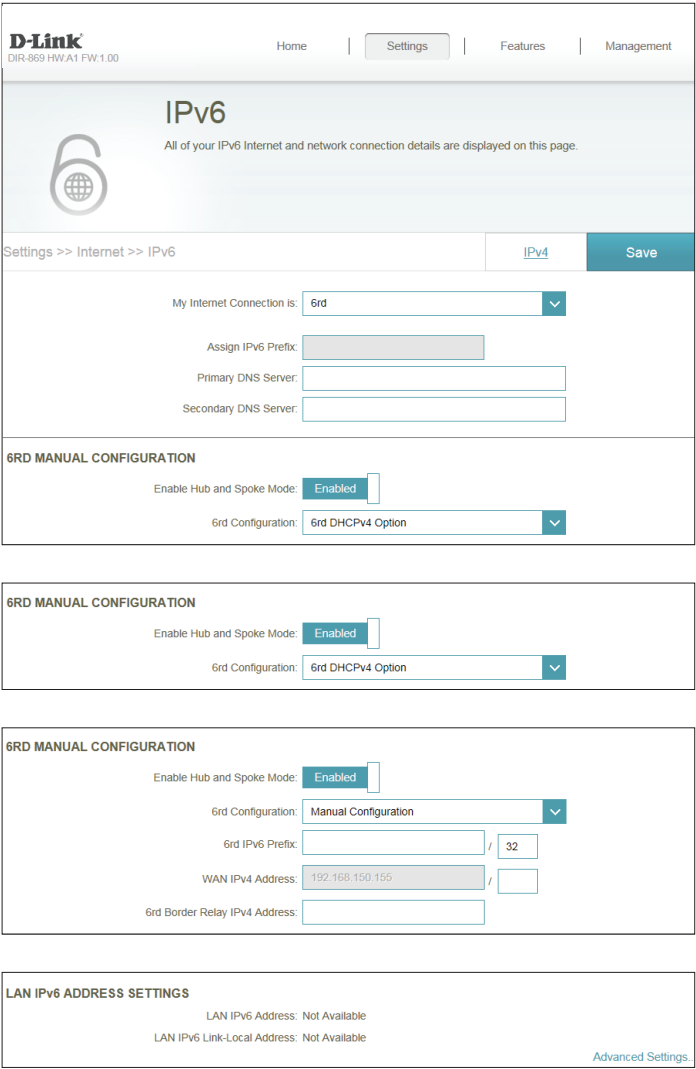 D-Link
DIR-869 HW:A1 FW:1.00
Home | Settings | Features | Management
IPv6
All of your IPv6 Internet and network connection details are displayed on this page.
Settings >> Internet >> IPv6
IPv4
Save
My Internet Connection is: 6rd
Assign IPv6 Prefix:
Primary DNS Server:
Secondary DNS Server:
6RD MANUAL CONFIGURATION
Enable Hub and Spoke Mode: Enabled
6rd Configuration: 6rd DHCPv4 Option
6RD MANUAL CONFIGURATION
Enable Hub and Spoke Mode: Enabled
6rd Configuration: 6rd DHCPv4 Option
6RD MANUAL CONFIGURATION
Enable Hub and Spoke Mode: Enabled
6rd Configuration: Manual Configuration
6rd IPv6 Prefix: / 32
WAN IPv4 Address: 192.168.150.155 /
6rd Border Relay IPv4 Address:
LAN IPv6 ADDRESS SETTINGS
LAN IPv6 Address: Not Available
LAN IPv6 Link-Local Address: Not Available
Advanced Settings..